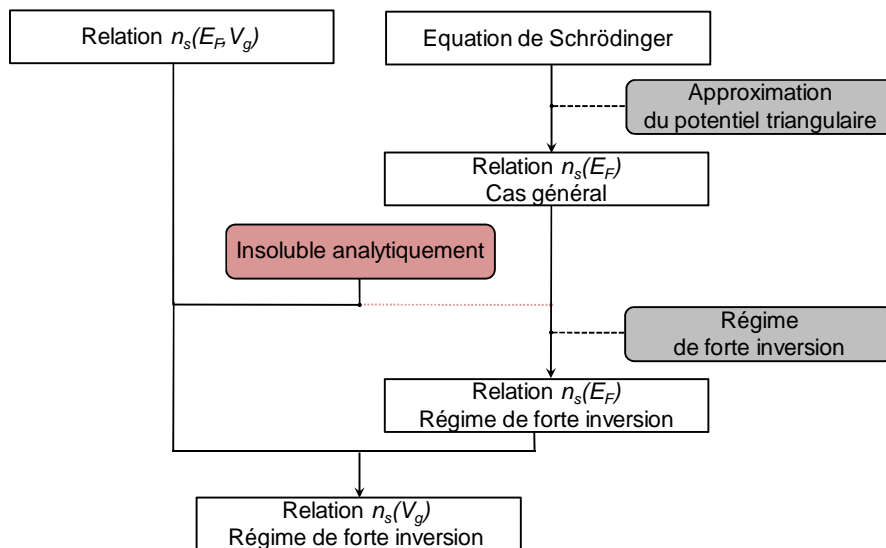 Relation n_s(E_F,V_g)
Equation de Schrödinger
Approximation
du potentiel triangulaire
Relation n_s(E_F)
Cas général
Insoluble analytiquement
Régime
de forte inversion
Relation n_s(E_F)
Régime de forte inversion
Relation n_s(V_g)
Régime de forte inversion